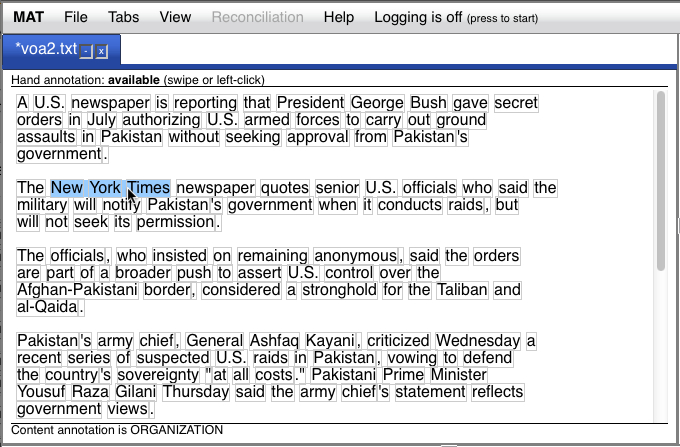 MAT File Tabs View Reconciliation Help Logging is off (press to start)
*voa2.txt - x
Hand annotation: available (swipe or left-click)
A U.S. newspaper is reporting that President George Bush gave secret
orders in July authorizing U.S. armed forces to carry out ground
assaults in Pakistan without seeking approval from Pakistan's
government.
The New York Times newspaper quotes senior U.S. officials who said the
military will notify Pakistan's government when it conducts raids, but
will not seek its permission.
The officials, who insisted on remaining anonymous, said the orders
are part of a broader push to assert U.S. control over the
Afghan-Pakistani border, considered a stronghold for the Taliban and
al-Qaida.
Pakistan's army chief, General Ashfaq Kayani, criticized Wednesday a
recent series of suspected U.S. raids in Pakistan, vowing to defend
the country's sovereignty "at all costs." Pakistani Prime Minister
Yousuf Raza Gilani Thursday said the army chief's statement reflects
government views.
Content annotation is ORGANIZATION